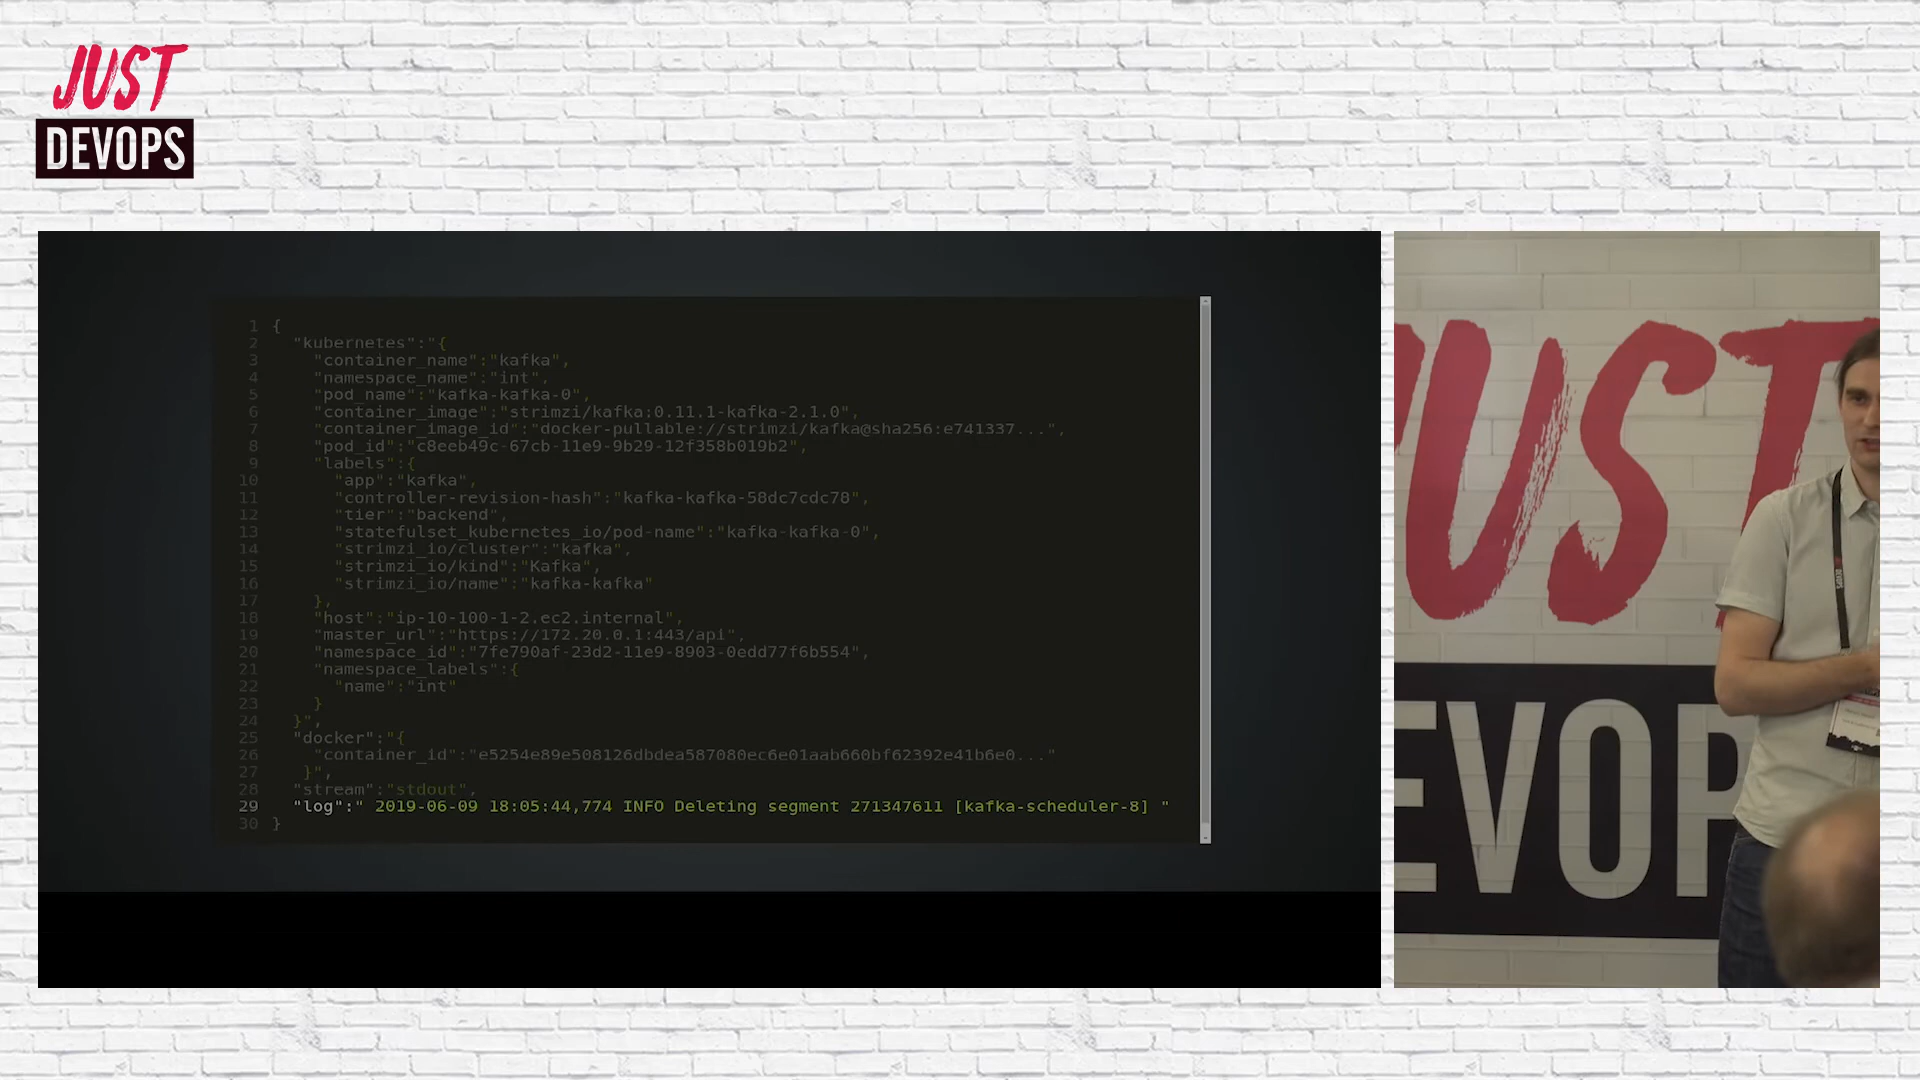 JUST
DEVOPS
1 {
2 "kubernetes":"{
3 "container_name":"kafka",
4 "namespace_name":"int",
5 "pod_name":"kafka-kafka-0",
6 "container_image":"strimzi/kafka:0.11.1-kafka-2.1.0",
7 "container_image_id":"docker-pullable://strimzi/kafka@sha256:e741337...",
8 "pod_id":"c8eeb49c-67cb-11e9-9b29-12f358b019b2",
9 "labels":{
10 "app":"kafka",
11 "controller-revision-hash":"kafka-kafka-58dc7cdc78",
12 "tier":"backend",
13 "statefulset_kubernetes_io/pod-name":"kafka-kafka-0",
14 "strimzi_io/cluster":"kafka",
15 "strimzi_io/kind":"Kafka",
16 "strimzi_io/name":"kafka-kafka"
17 },
18 "host":"ip-10-100-1-2.ec2.internal",
19 "master_url":"https://172.20.0.1:443/api",
20 "namespace_id":"7fe790af-23d2-11e9-8903-0edd77f6b554",
21 "namespace_labels":{
22 "name":"int"
23 }
24 }",
25 "docker":"{
26 "container_id":"e5254e89e508126dbdea587080ec6e01aab660bf62392e41b6e0..."
27 }",
28 "stream":"stdout",
29 "log":" 2019-06-09 18:05:44,774 INFO Deleting segment 271347611 [kafka-scheduler-8] "
30 }
UST
EVOP